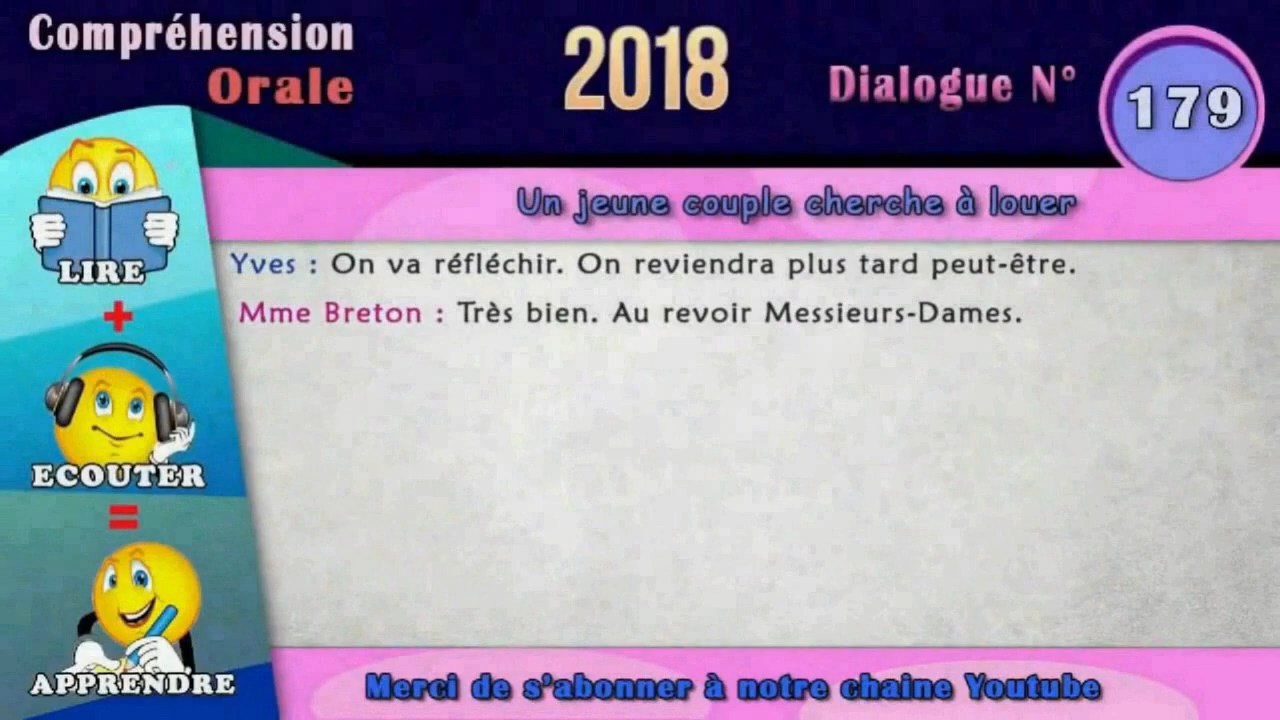 Compréhension
Orale
2018
Dialogue N°
179
Un jeune couple cherche à louer
Yves : On va réfléchir. On reviendra plus tard peut-être.
Mme Breton : Très bien. Au revoir Messieurs-Dames.
LIRE
+
ECOUTER
=
APPRENDRE
Merci de s'abonner à notre chaine Youtube